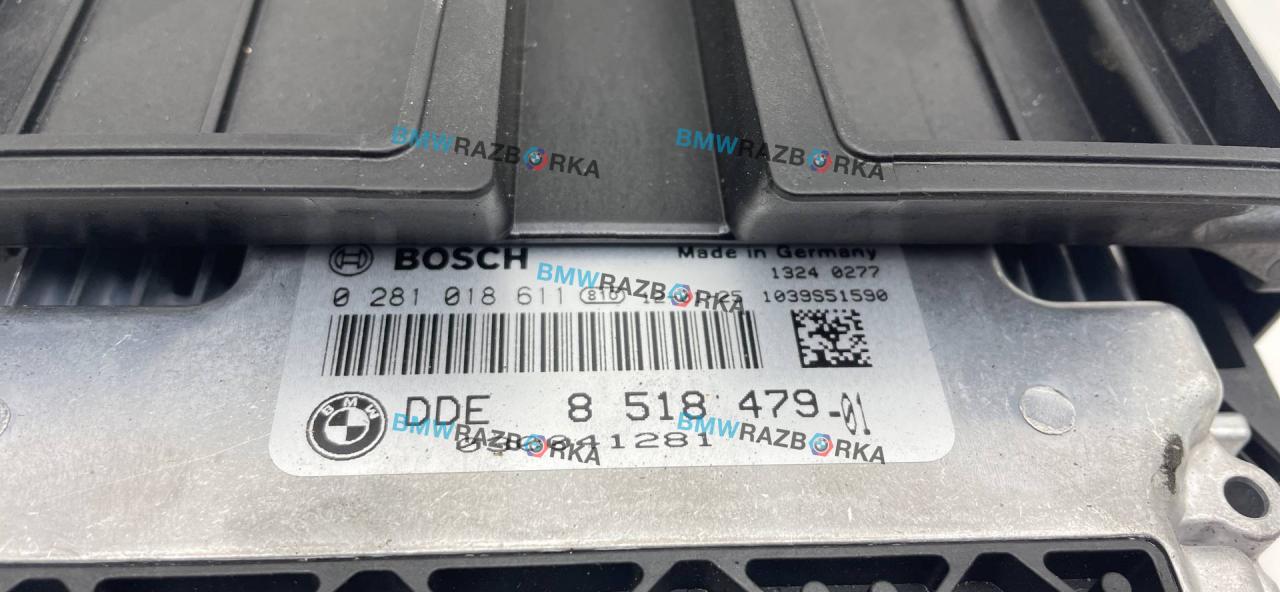 BMWRAZBORKA BMWRAZBORKA
BOSCH Made in Germany
1324 0277
BMWRAZBORKA
0 281 018 611 1039S51590
BMW DDE 8 518 479-01
BMWRAZBORKA BMWRAZBORKA